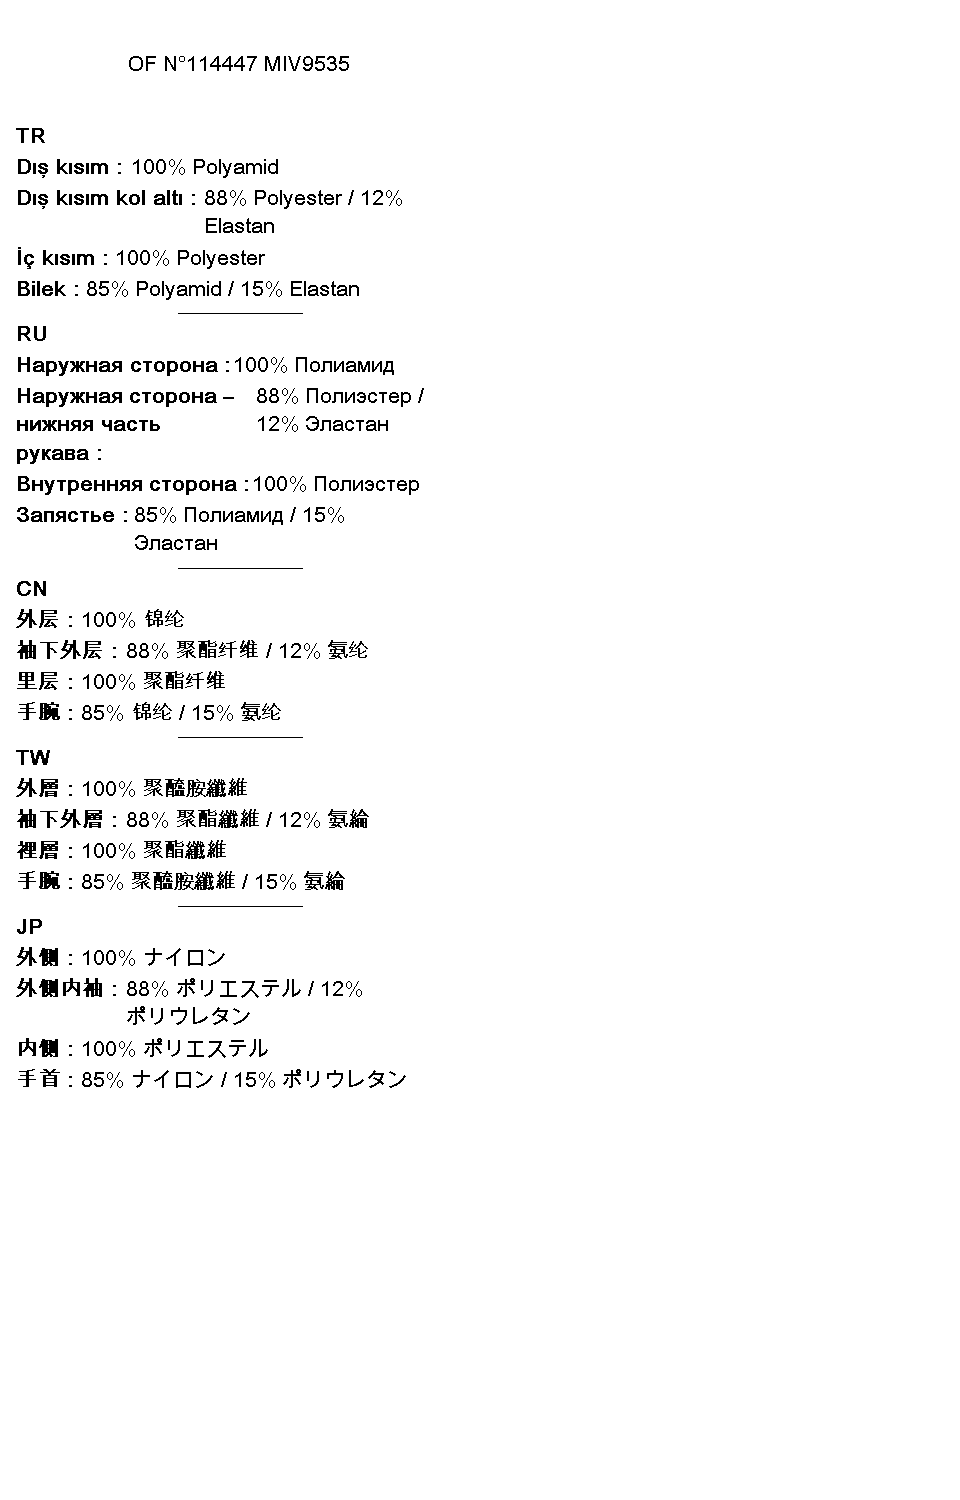 OF N°114447 MIV9535
TR
Dış kısım : 100% Polyamid
Dış kısım kol altı : 88% Polyester / 12%
Elastan
İç kısım : 100% Polyester
Bilek : 85% Polyamid / 15% Elastan
RU
Наружная сторона : 100% Полиамид
Наружная сторона – 88% Полиэстер /
нижняя часть 12% Эластан
рукава :
Внутренняя сторона : 100% Полиэстер
Запястье : 85% Полиамид / 15%
Эластан
CN
外层 : 100% 锦纶
袖下外层 : 88% 聚酯纤维 / 12% 氨纶
里层 : 100% 聚酯纤维
手腕 : 85% 锦纶 / 15% 氨纶
TW
外層 : 100% 聚醯胺纖維
袖下外層 : 88% 聚酯纖維 / 12% 氨綸
裡層 : 100% 聚酯纖維
手腕 : 85% 聚醯胺纖維 / 15% 氨綸
JP
外側 : 100% ナイロン
外側内袖 : 88% ポリエステル / 12%
ポリウレタン
内側 : 100% ポリエステル
手首 : 85% ナイロン / 15% ポリウレタン